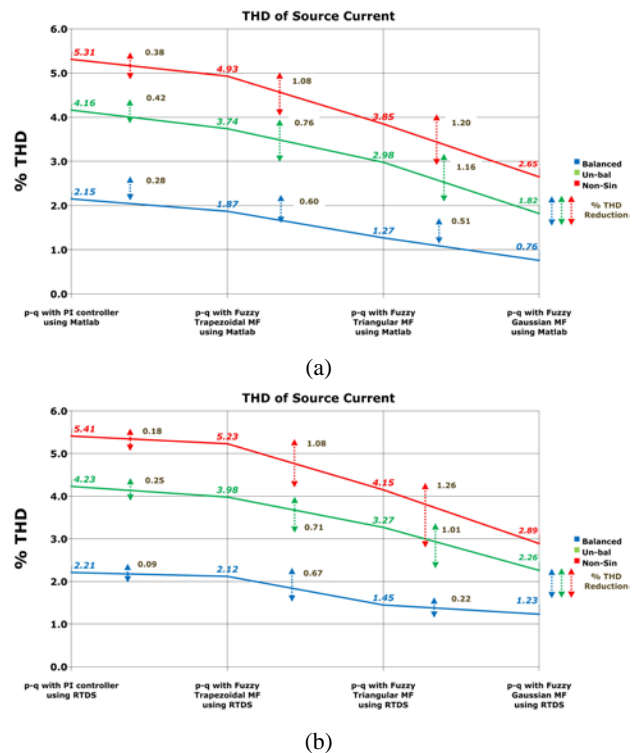 THD of Source Current
6.0
5.31
0.38
4.93
1.08
5.0
4.16
0.42
3.74
0.76
3.85
1.20
4.0
% THD
3.0
2.98
1.16
2.65
2.15
0.28
1.87
0.60
1.82
2.0
1.27
0.51
0.76
1.0
0.0
Balanced
Un-bal
Non-Sin
% THD
Reduction
p-q with PI controller
using Matlab
p-q with Fuzzy
Trapezoidal MF
using Matlab
p-q with Fuzzy
Triangular MF
using Matlab
p-q with Fuzzy
Gaussian MF
using Matlab
(a)
THD of Source Current
6.0
5.41
0.18
5.23
1.08
5.0
4.23
0.25
3.98
0.71
4.15
1.26
4.0
% THD
3.27
1.01
2.89
3.0
2.21
0.09
2.12
0.67
2.26
2.0
1.45
0.22
1.23
1.0
0.0
Balanced
Un-bal
Non-Sin
% THD
Reduction
p-q with PI controller
using RTDS
p-q with Fuzzy
Trapezoidal MF
using RTDS
p-q with Fuzzy
Triangular MF
using RTDS
p-q with Fuzzy
Gaussian MF
using RTDS
(b)